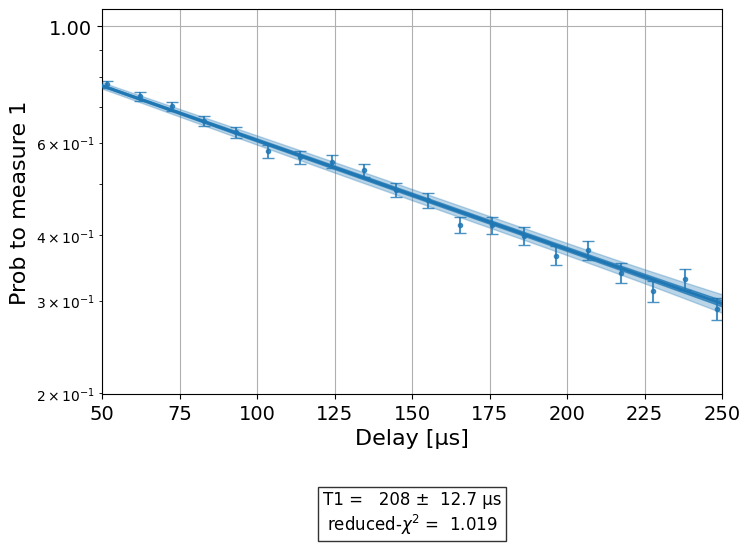 1.00
6 × 10⁻¹
4 × 10⁻¹
3 × 10⁻¹
2 × 10⁻¹
Prob to measure 1
50 75 100 125 150 175 200 225 250
Delay [µs]
T1 = 208 ± 12.7 µs
reduced-χ² = 1.019